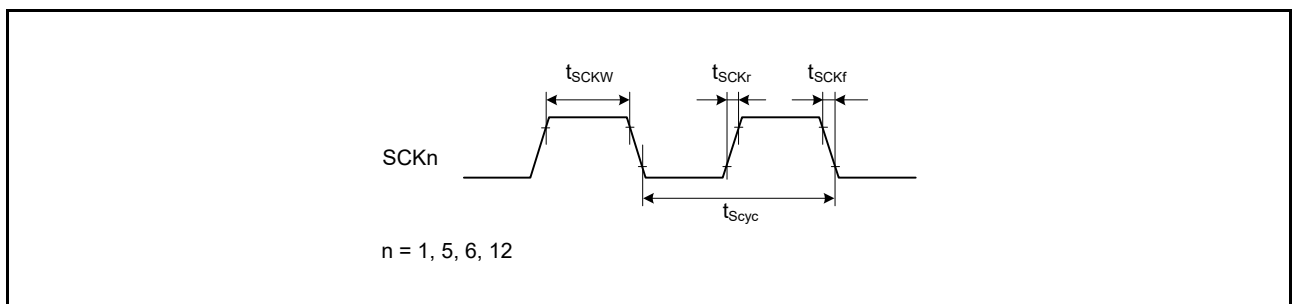 tSCKW tSCKr tSCKf
SCKn
tScyc
n = 1, 5, 6, 12